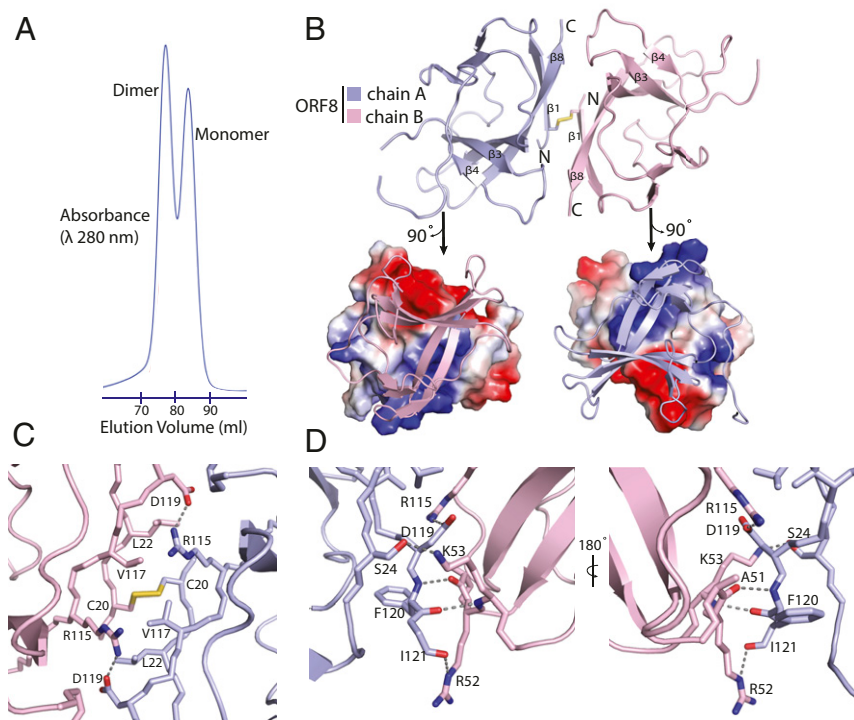 A
Dimer
Monomer
Absorbance
(λ 280 nm)
70 80 90
Elution Volume (ml)
B
C
β8
β4
β3
ORF8
chain A
chain B
N
β1
β1
β3
β4
N
β8
C
90°
90°
C
D119
L22
R115
V117
C20
C20
R115
V117
L22
D119
D
R115
D119
K53
S24
F120
I121
R52
180°
R115
D119
S24
K53
A51
F120
I121
R52